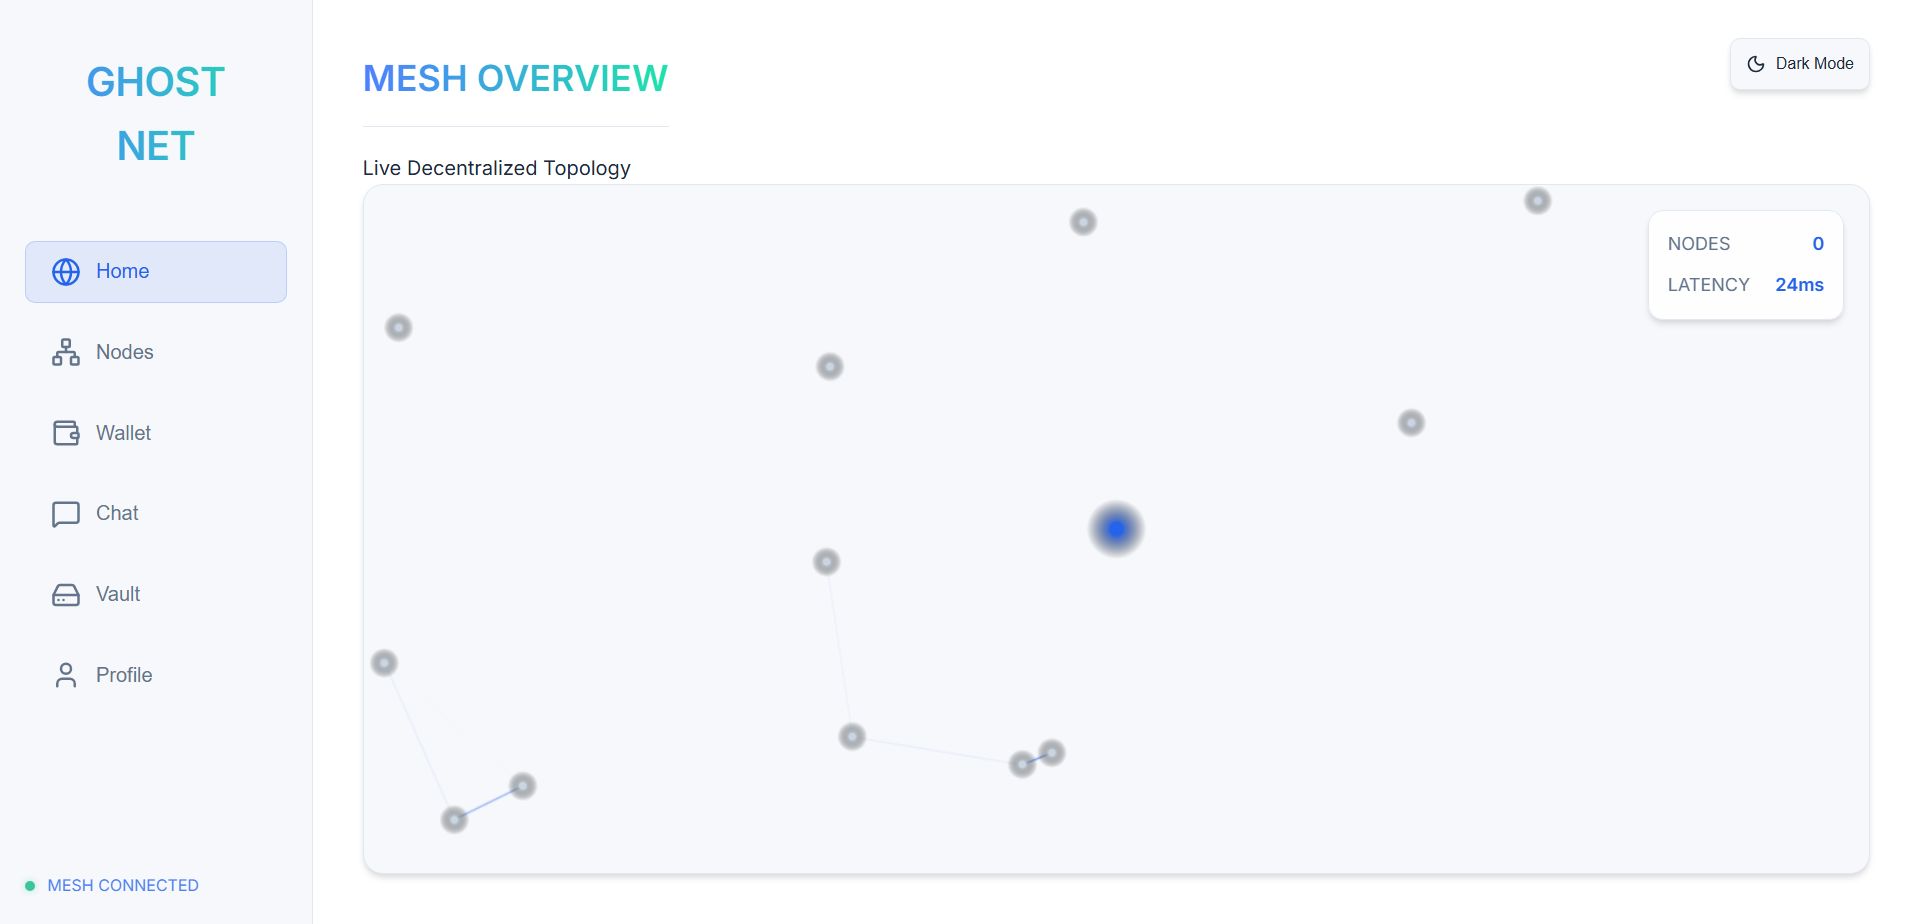 GHOST
NET
Home
Nodes
Wallet
Chat
Vault
Profile
MESH CONNECTED
MESH OVERVIEW
Dark Mode
Live Decentralized Topology
NODES 0
LATENCY 24ms